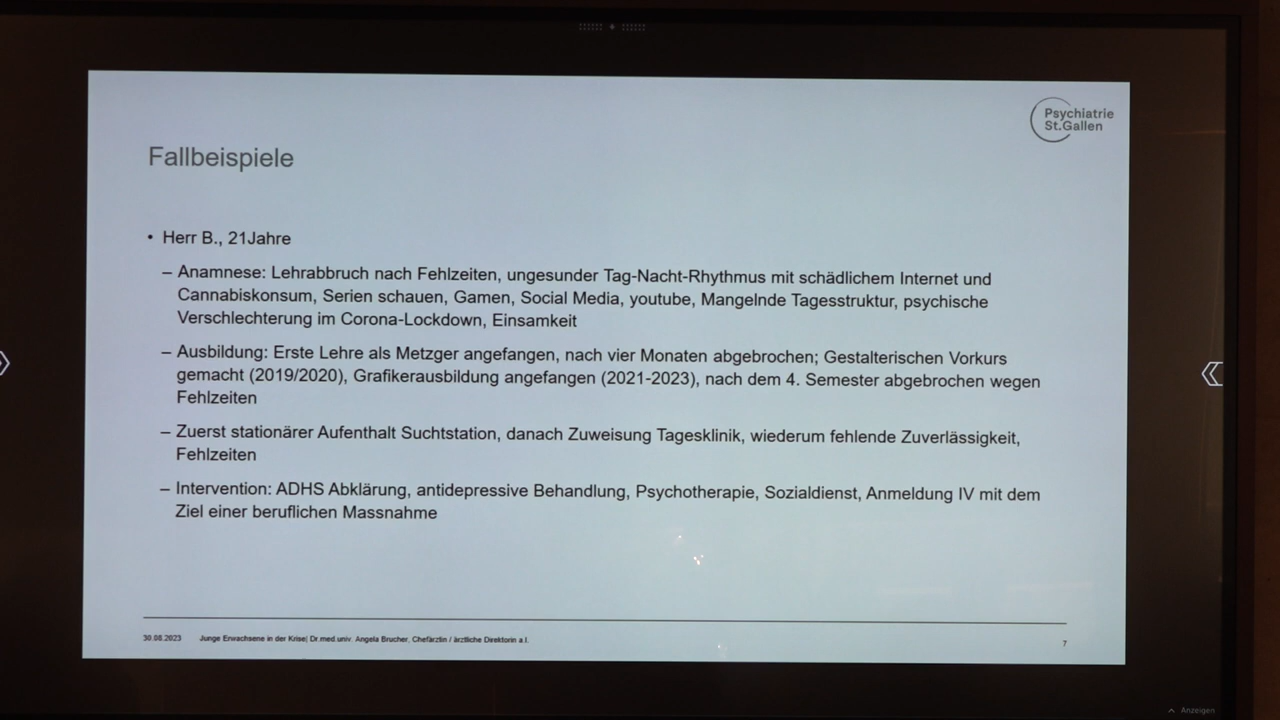 Psychiatrie
St.Gallen
Fallbeispiele
• Herr B., 21Jahre
– Anamnese: Lehrabbruch nach Fehlzeiten, ungesunder Tag-Nacht-Rhythmus mit schädlichem Internet und
Cannabiskonsum, Serien schauen, Gamen, Social Media, youtube, Mangelnde Tagesstruktur, psychische
Verschlechterung im Corona-Lockdown, Einsamkeit
– Ausbildung: Erste Lehre als Metzger angefangen, nach vier Monaten abgebrochen; Gestalterischen Vorkurs
gemacht (2019/2020), Grafikerausbildung angefangen (2021-2023), nach dem 4. Semester abgebrochen wegen
Fehlzeiten
– Zuerst stationärer Aufenthalt Suchtstation, danach Zuweisung Tagesklinik, wiederum fehlende Zuverlässigkeit,
Fehlzeiten
– Intervention: ADHS Abklärung, antidepressive Behandlung, Psychotherapie, Sozialdienst, Anmeldung IV mit dem
Ziel einer beruflichen Massnahme
30.08.2023 Junge Erwachsene in der Krise| Dr.med.univ. Angela Brucher, Chefärztin / ärztliche Direktorin a.I. 7
Anzeigen